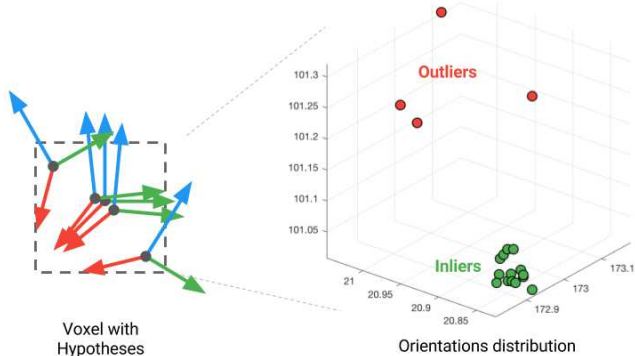 Outliers
101.3
101.25
101.2
101.15
101.1
101.05
Inliers
21
20.95
20.9
20.85
172.9
173
173.1
Voxel with
Hypotheses
Orientations distribution